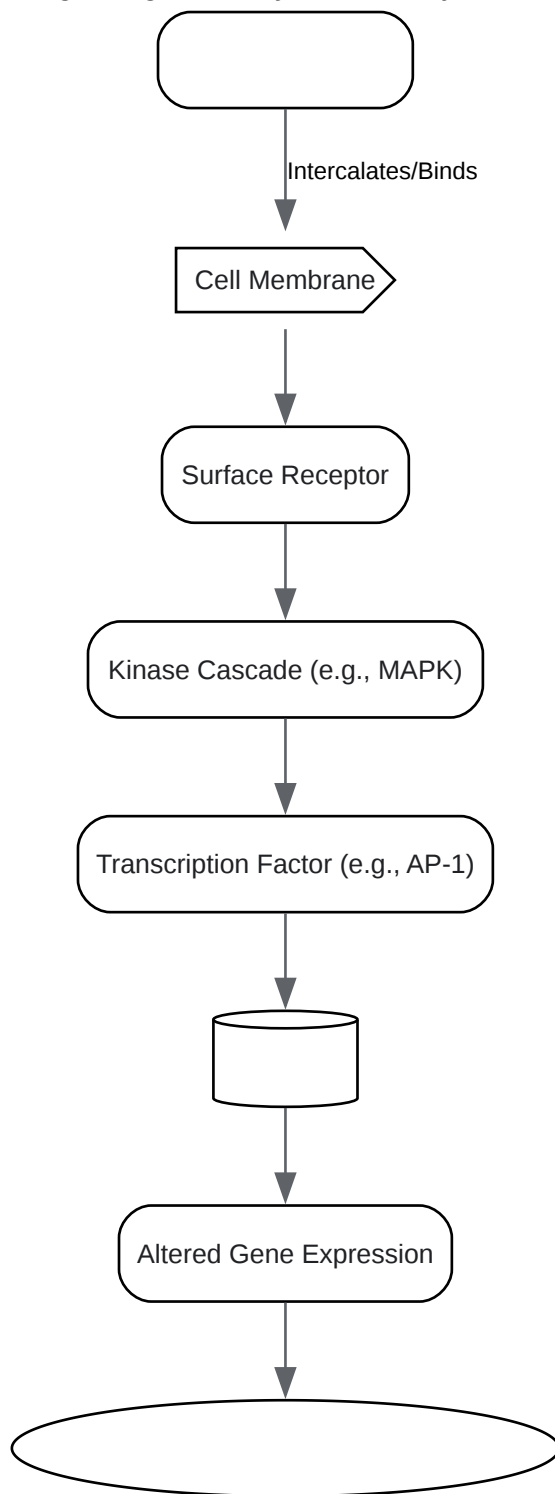 Intercalates/Binds
Cell Membrane
Surface Receptor
Kinase Cascade (e.g., MAPK)
Transcription Factor (e.g., AP-1)
Altered Gene Expression